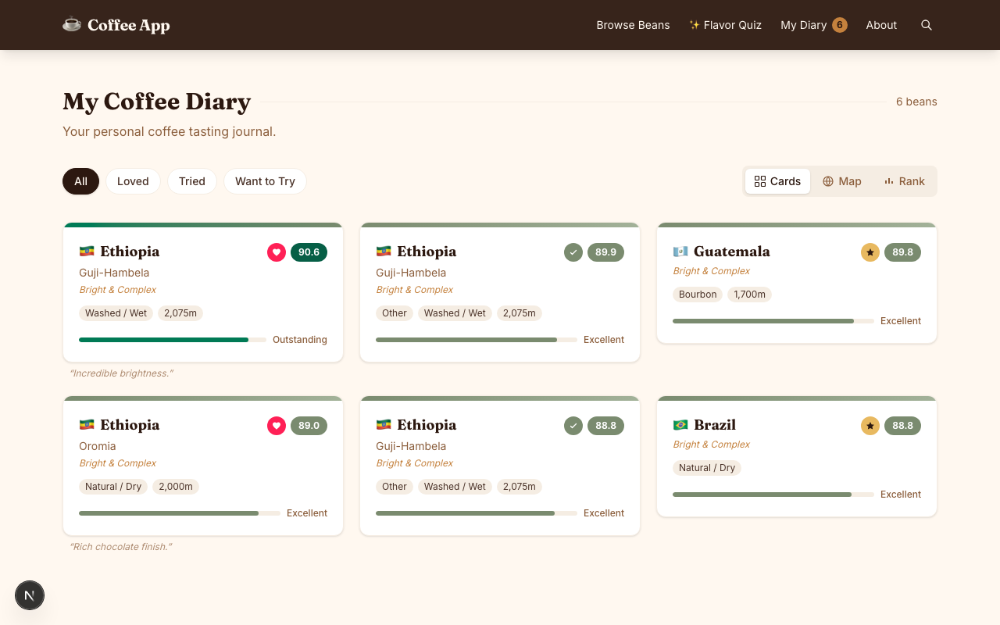 Coffee App
Browse Beans
Flavor Quiz
My Diary 6
About
My Coffee Diary
6 beans
Your personal coffee tasting journal.
All
Loved
Tried
Want to Try
Cards
Map
Rank
Ethiopia
90.6
Guji-Hambela
Bright & Complex
Washed / Wet
2,075m
Outstanding
“Incredible brightness.”
Ethiopia
89.9
Guji-Hambela
Bright & Complex
Other
Washed / Wet
2,075m
Excellent
Guatemala
89.8
Bright & Complex
Bourbon
1,700m
Excellent
Ethiopia
89.0
Oromia
Bright & Complex
Natural / Dry
2,000m
Excellent
“Rich chocolate finish.”
Ethiopia
88.8
Guji-Hambela
Bright & Complex
Other
Washed / Wet
2,075m
Excellent
Brazil
88.8
Bright & Complex
Natural / Dry
Excellent
N